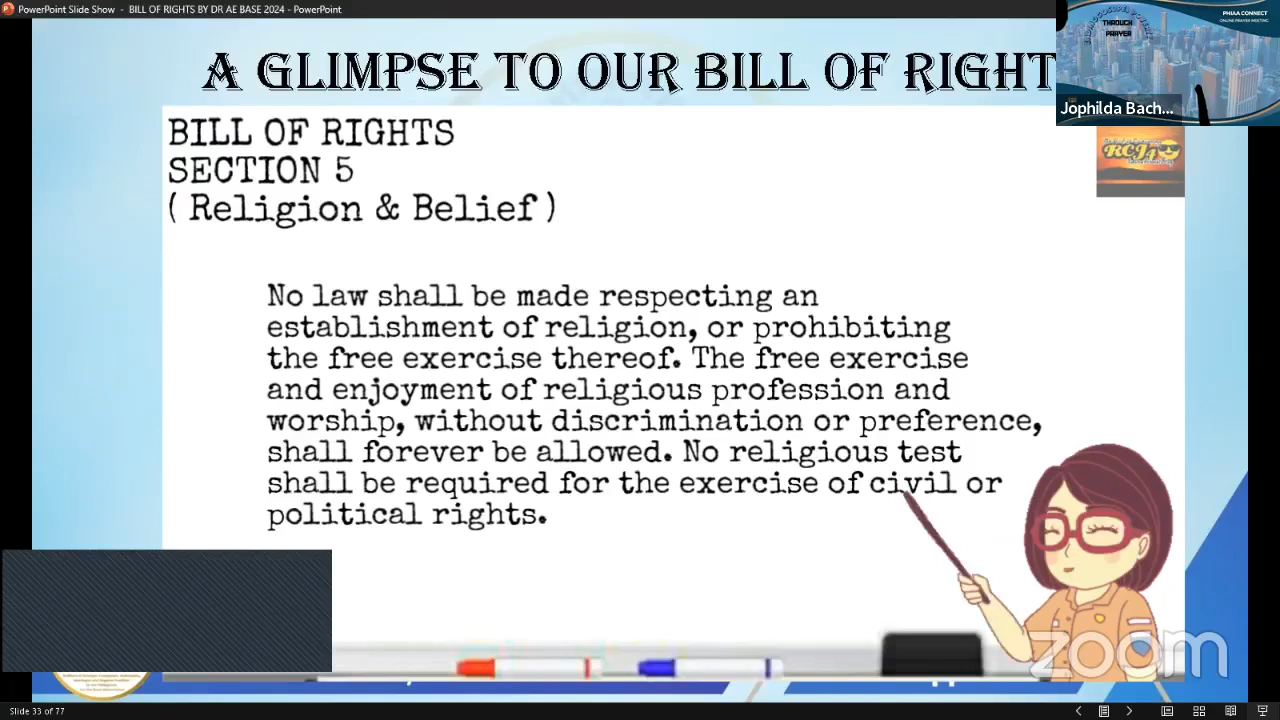 PowerPoint Slide Show - BILL OF RIGHTS BY DR AE BASE 2024 - PowerPoint
PHIAA CONNECT
ONLINE PRAYER MEETING
THROUGH
PRAYER
Jophilda Bach...
A GLIMPSE TO OUR BILL OF RIGHT
RCJ4
BILL OF RIGHTS
SECTION 5
( Religion & Belief )
No law shall be made respecting an
establishment of religion, or prohibiting
the free exercise thereof. The free exercise
and enjoyment of religious profession and
worship, without discrimination or preference,
shall forever be allowed. No religious test
shall be required for the exercise of civil or
political rights.
zoom
Slide 33 of 77